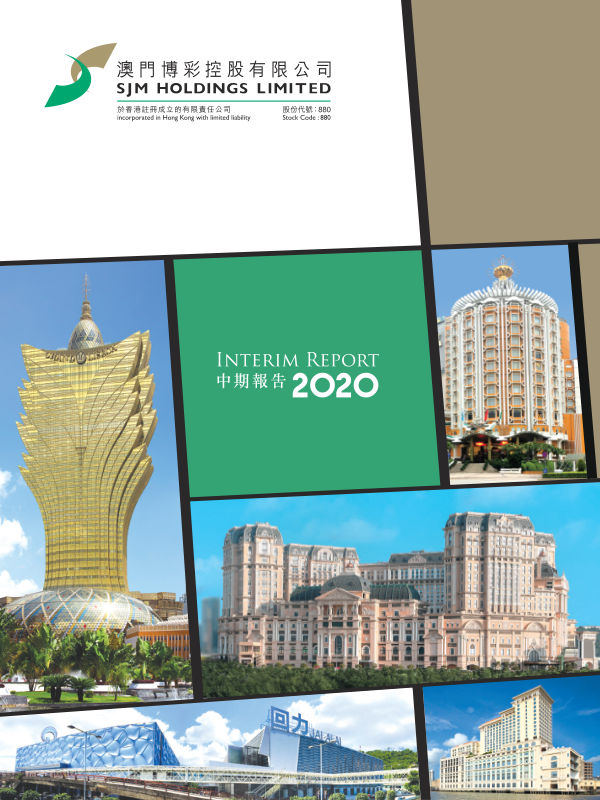 澳門博彩控股有限公司
SJM HOLDINGS LIMITED
於香港註冊成立的有限責任公司
incorporated in Hong Kong with limited liability
股份代號 : 880
Stock Code : 880
GRAND LISBOA
INTERIM REPORT
中期報告 2020
回力 JAI ALAI